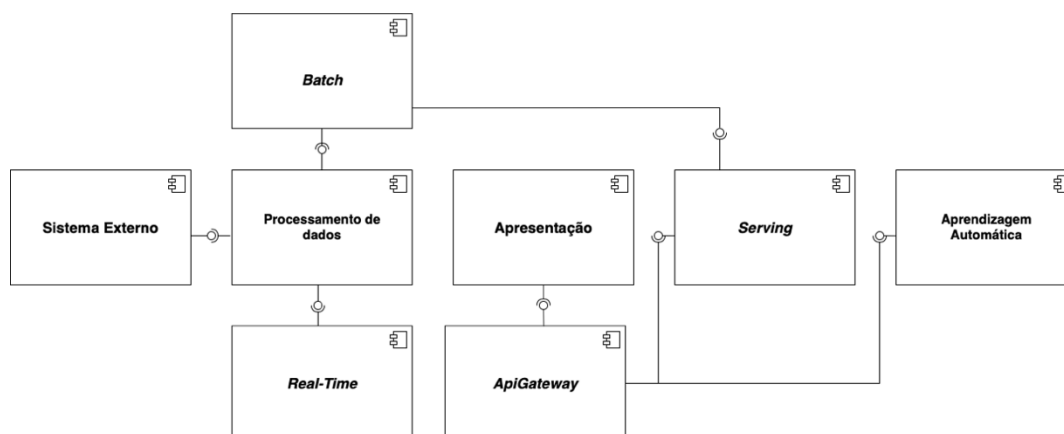 Batch
Sistema Externo
Processamento de
dados
Apresentação
Serving
Aprendizagem
Automática
Real-Time
ApiGateway